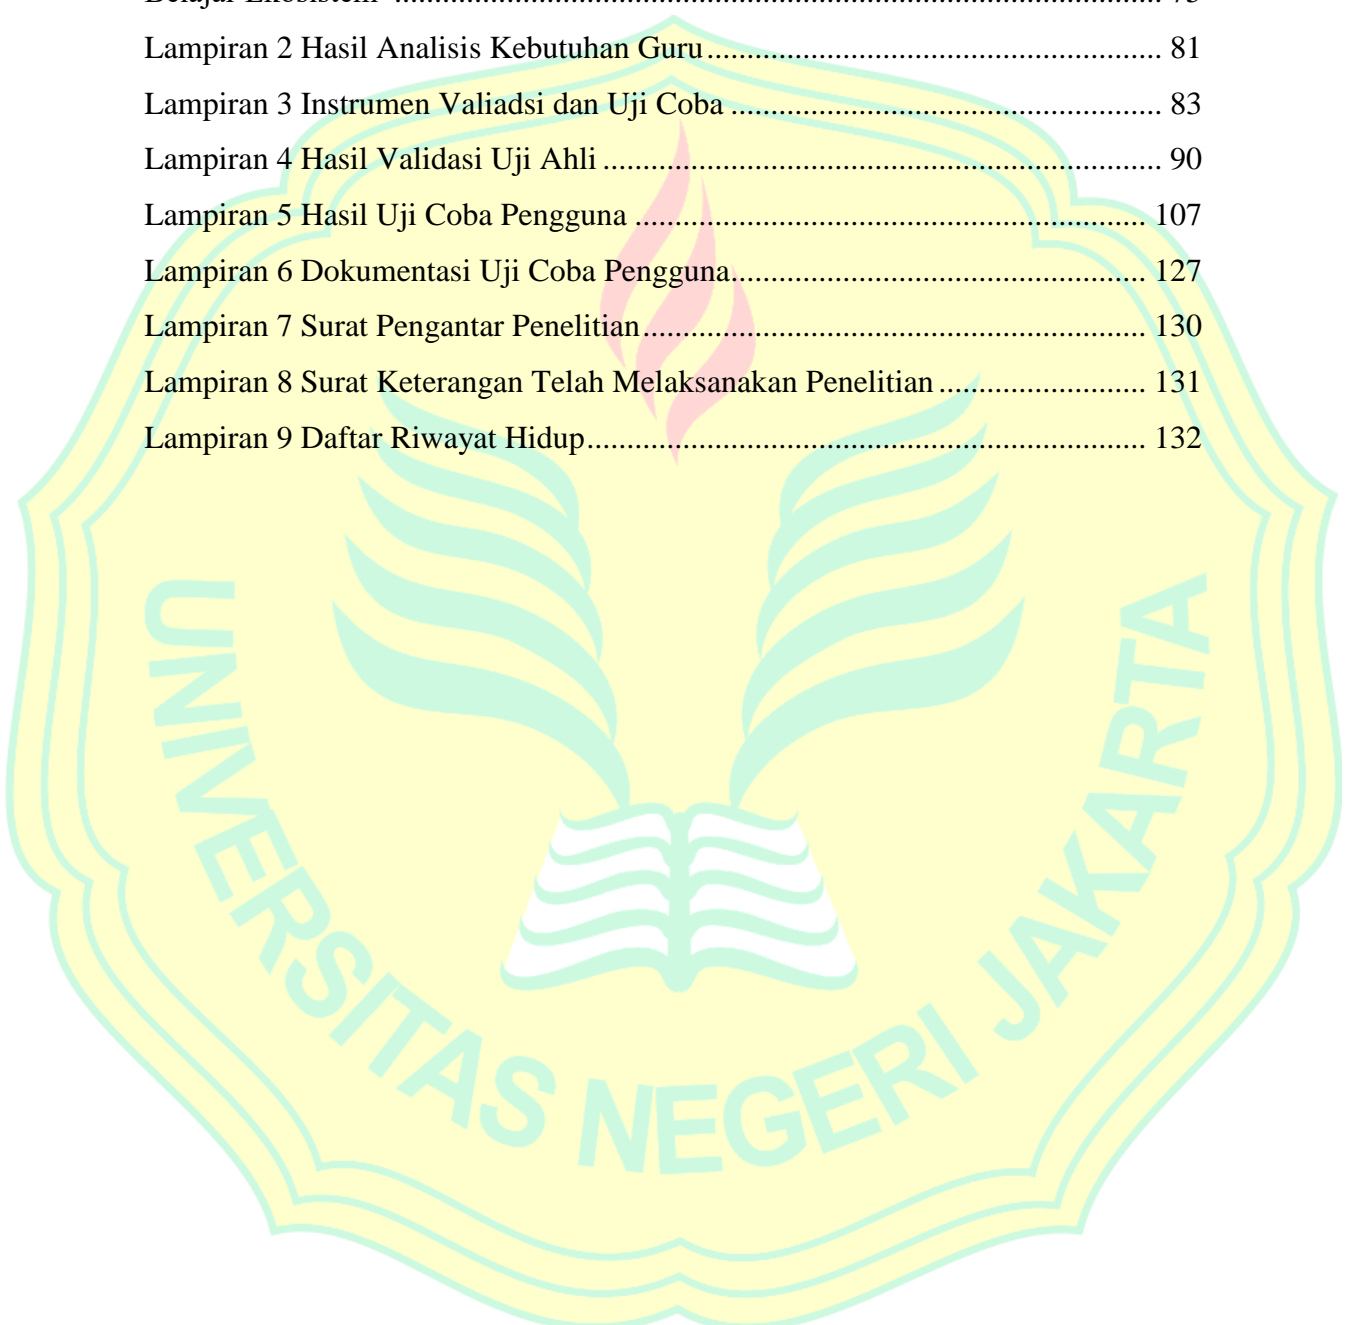 Belajar Ekosistem ................................................................................................ 75
Lampiran 2 Hasil Analisis Kebutuhan Guru......................................................... 81
Lampiran 3 Instrumen Valiadsi dan Uji Coba ...................................................... 83
Lampiran 4 Hasil Validasi Uji Ahli ...................................................................... 90
Lampiran 5 Hasil Uji Coba Pengguna ................................................................ 107
Lampiran 6 Dokumentasi Uji Coba Pengguna.................................................... 127
Lampiran 7 Surat Pengantar Penelitian............................................................... 130
Lampiran 8 Surat Keterangan Telah Melaksanakan Penelitian .......................... 131
Lampiran 9 Daftar Riwayat Hidup...................................................................... 132
UNIVERSITAS NEGERI JAKARTA